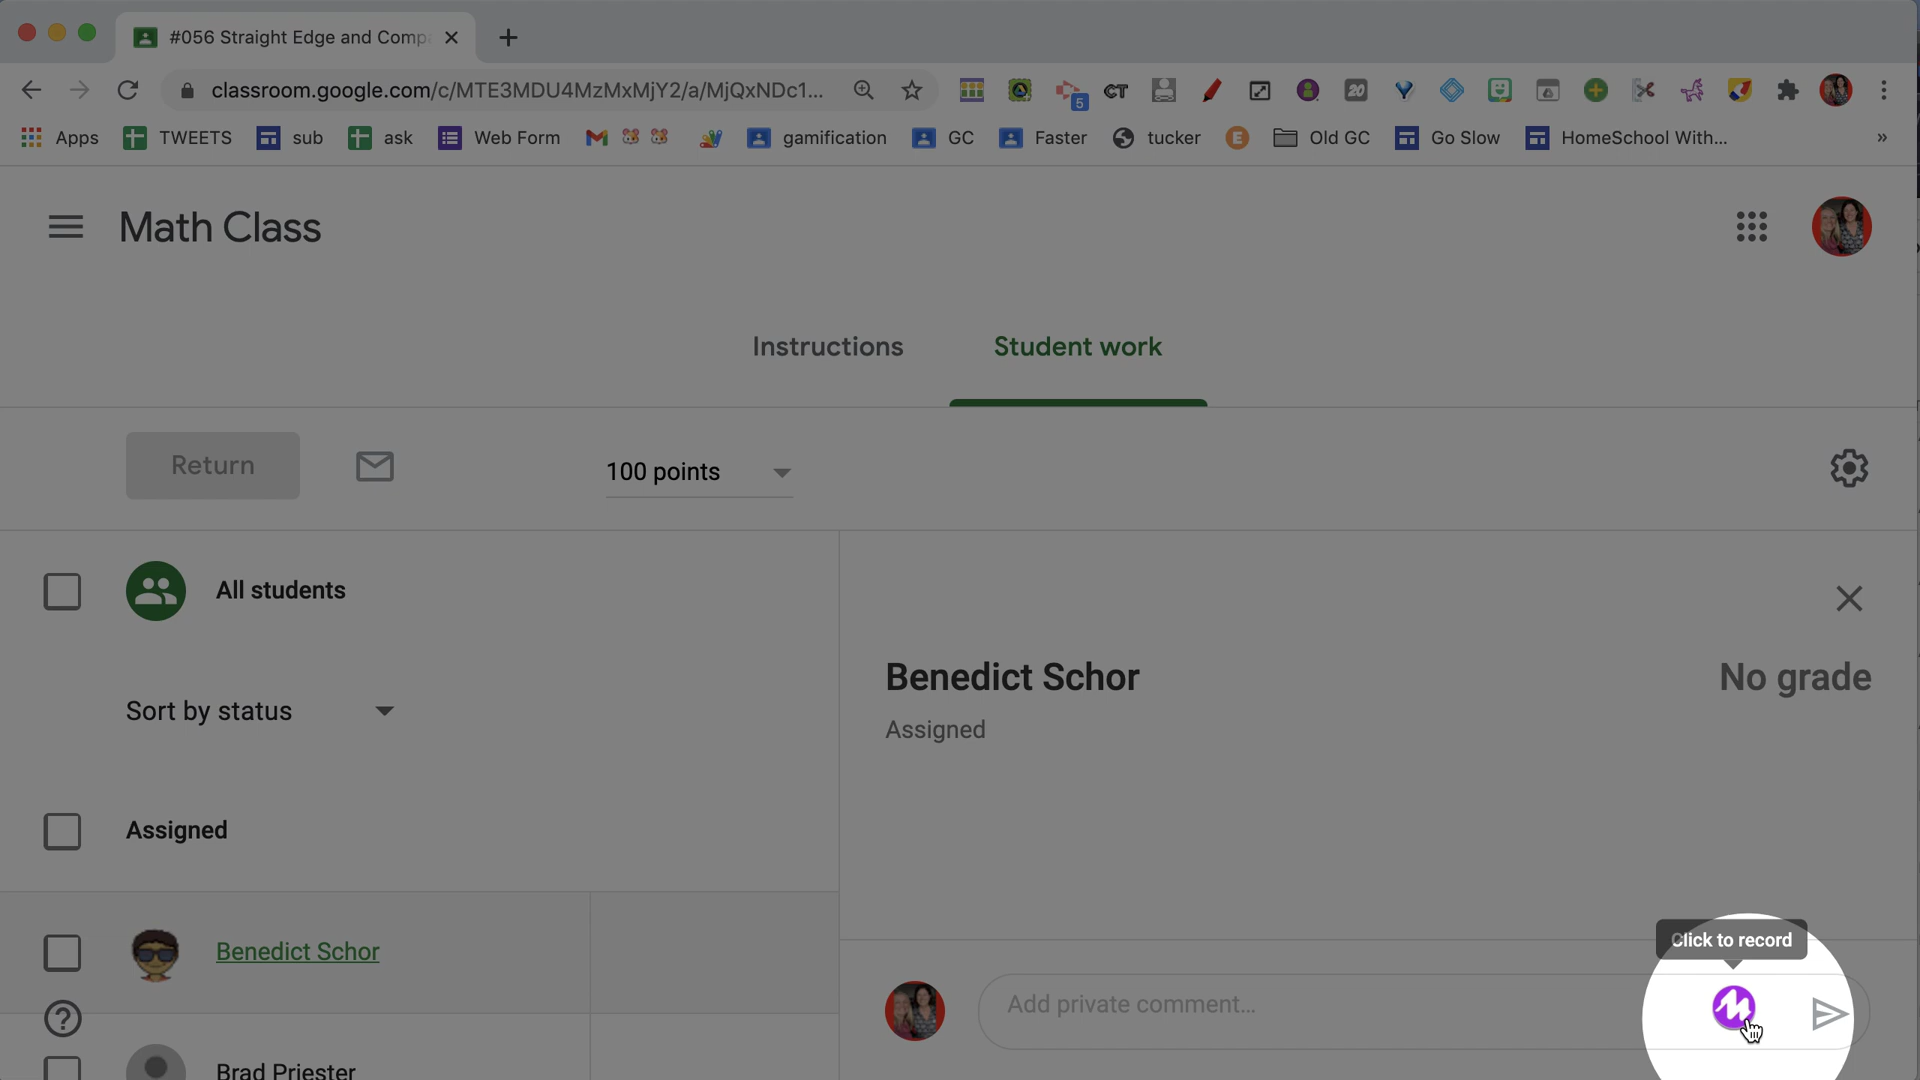 #056 Straight Edge and Comp
classroom.google.com/c/MTE3MDU4MzMxMjY2/a/MjQxNDc1...
5
CT
20
Apps
TWEETS
sub
ask
Web Form
gamification
GC
Faster
tucker
E
Old GC
Go Slow
HomeSchool With...
»
Math Class
Instructions
Student work
Return
100 points
All students
Sort by status
Benedict Schor
No grade
Assigned
Assigned
Benedict Schor
Click to record
Add private comment...
Brad Priester